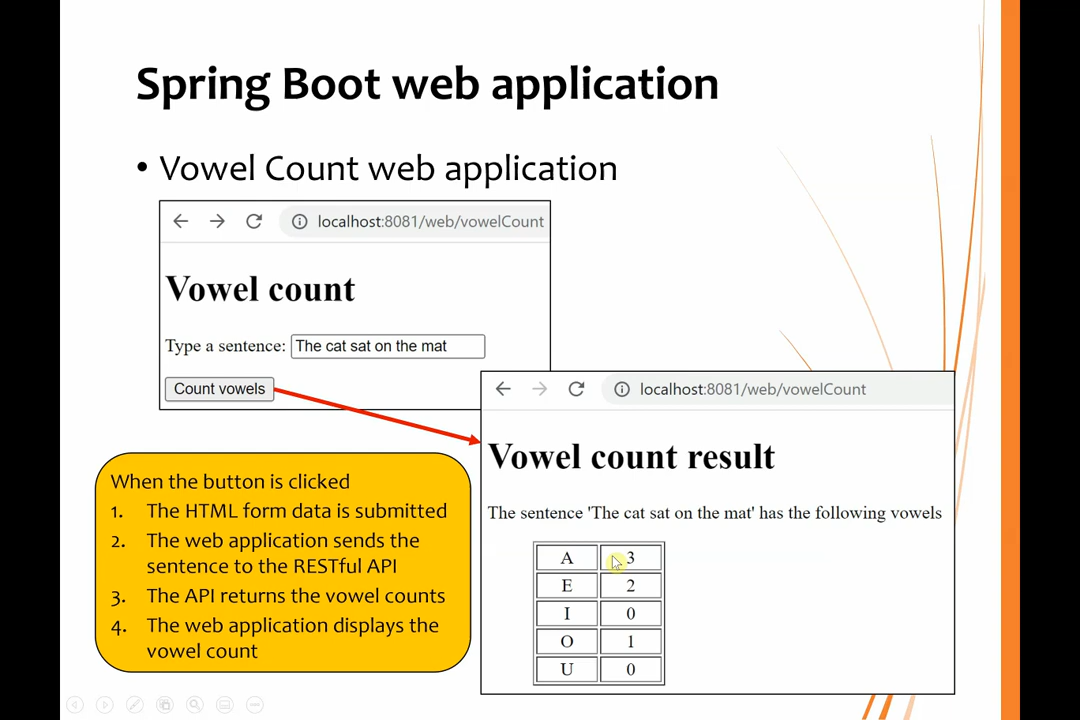 Spring Boot web application
• Vowel Count web application
localhost:8081/web/vowelCount
Vowel count
Type a sentence: The cat sat on the mat
Count vowels
localhost:8081/web/vowelCount
Vowel count result
The sentence 'The cat sat on the mat' has the following vowels
A 3
E 2
I 0
O 1
U 0
When the button is clicked
1. The HTML form data is submitted
2. The web application sends the
sentence to the RESTful API
3. The API returns the vowel counts
4. The web application displays the
vowel count